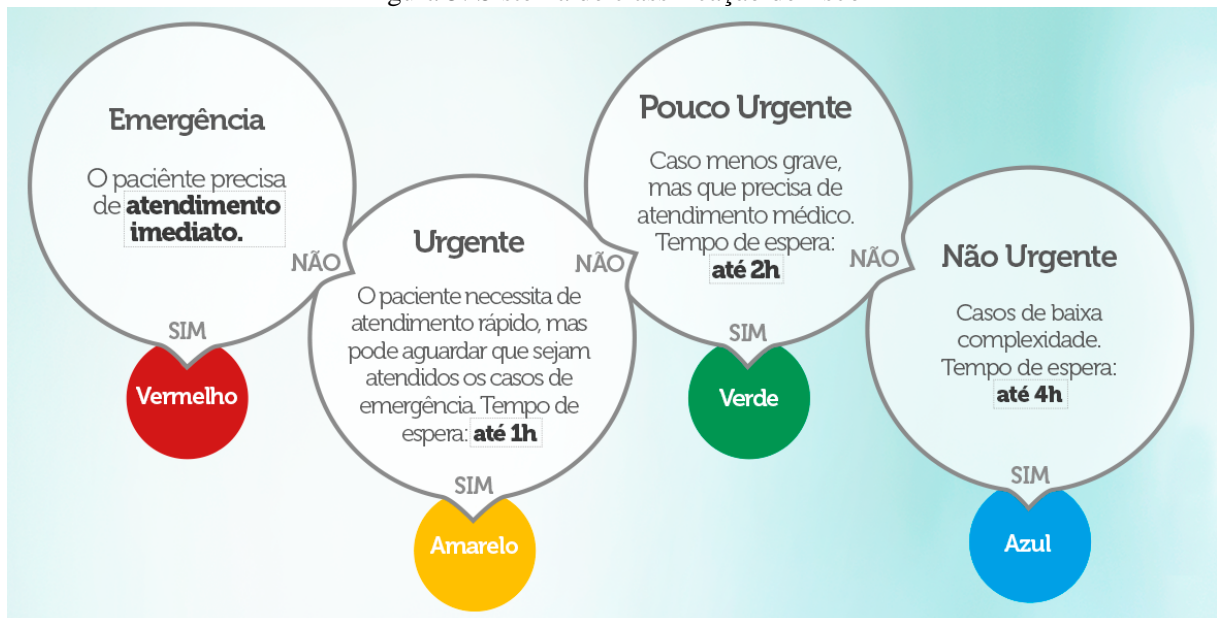 Emergência
O paciênte precisa
de atendimento
imediato.
NÃO
SIM
Vermelho
Urgente
O paciente necessita de
atendimento rápido, mas
pode aguardar que sejam
atendidos os casos de
emergência. Tempo de
espera: até 1h
NÃO
SIM
Amarelo
Pouco Urgente
Caso menos grave,
mas que precisa de
atendimento médico.
Tempo de espera:
até 2h
NÃO
SIM
Verde
Não Urgente
Casos de baixa
complexidade.
Tempo de espera:
até 4h
SIM
Azul